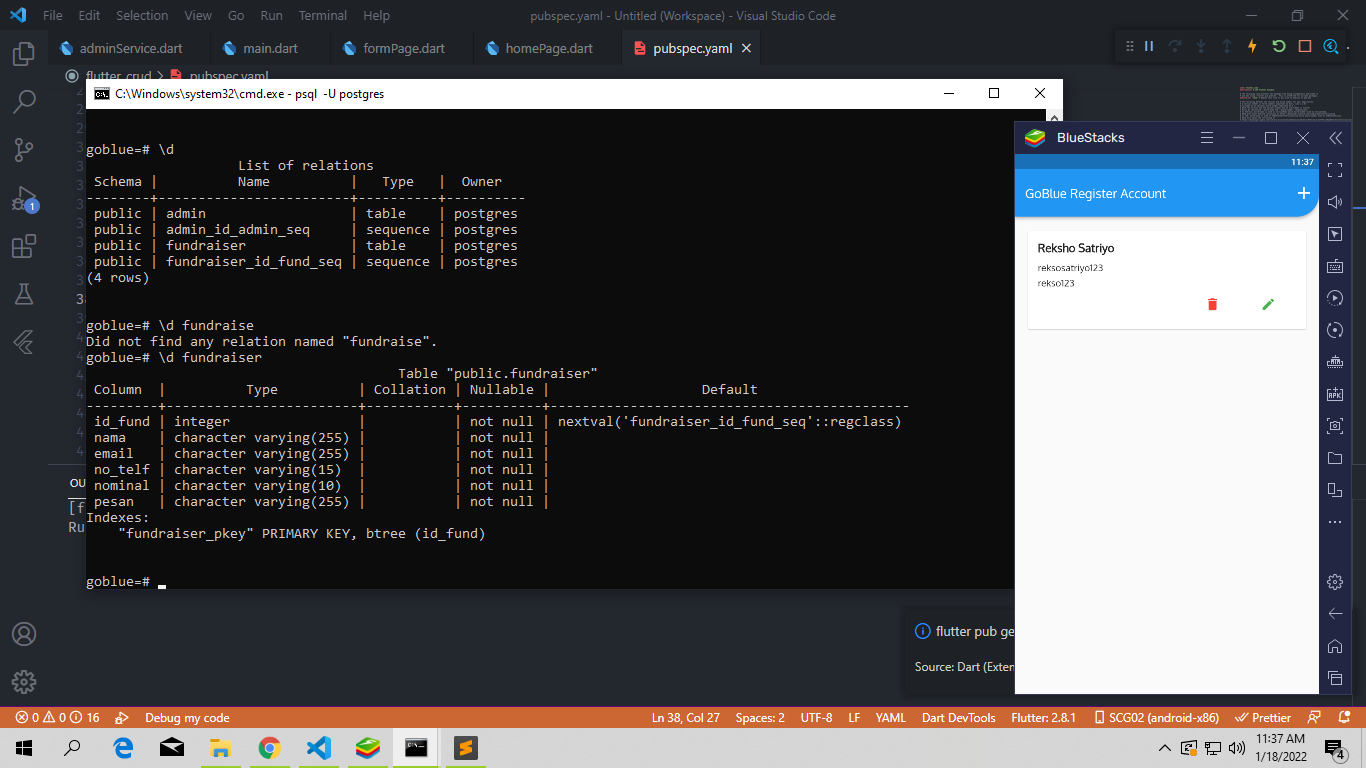 File Edit Selection View Go Run Terminal Help pubspec.yaml - Untitled (Workspace) - Visual Studio Code
adminService.dart main.dart formPage.dart homePage.dart pubspec.yaml
flutter_crud > pubspec.yaml
C:\Windows\system32\cmd.exe - psql -U postgres
goblue=# \d
List of relations
Schema | Name | Type | Owner
--------+------------------------+----------+----------
public | admin | table | postgres
public | admin_id_admin_seq | sequence | postgres
public | fundraiser | table | postgres
public | fundraiser_id_fund_seq | sequence | postgres
(4 rows)
goblue=# \d fundraise
Did not find any relation named "fundraise".
goblue=# \d fundraiser
Table "public.fundraiser"
Column | Type | Collation | Nullable | Default
---------+------------------------+-----------+----------+---------------------------------------------
id_fund | integer | | not null | nextval('fundraiser_id_fund_seq'::regclass)
nama | character varying(255) | | not null |
email | character varying(255) | | not null |
no_telf | character varying(15) | | not null |
nominal | character varying(10) | | not null |
pesan | character varying(255) | | not null |
Indexes:
"fundraiser_pkey" PRIMARY KEY, btree (id_fund)
goblue=#
38
OU
[f
Ru
1
BlueStacks
11:37
GoBlue Register Account +
Reksho Satriyo
reksosatriyo123
rekso123
flutter pub ge
Source: Dart (Exten
0 0 16 Debug my code Ln 38, Col 27 Spaces: 2 UTF-8 LF YAML Dart DevTools Flutter: 2.8.1 SCG02 (android-x86) Prettier
11:37 AM
1/18/2022
4